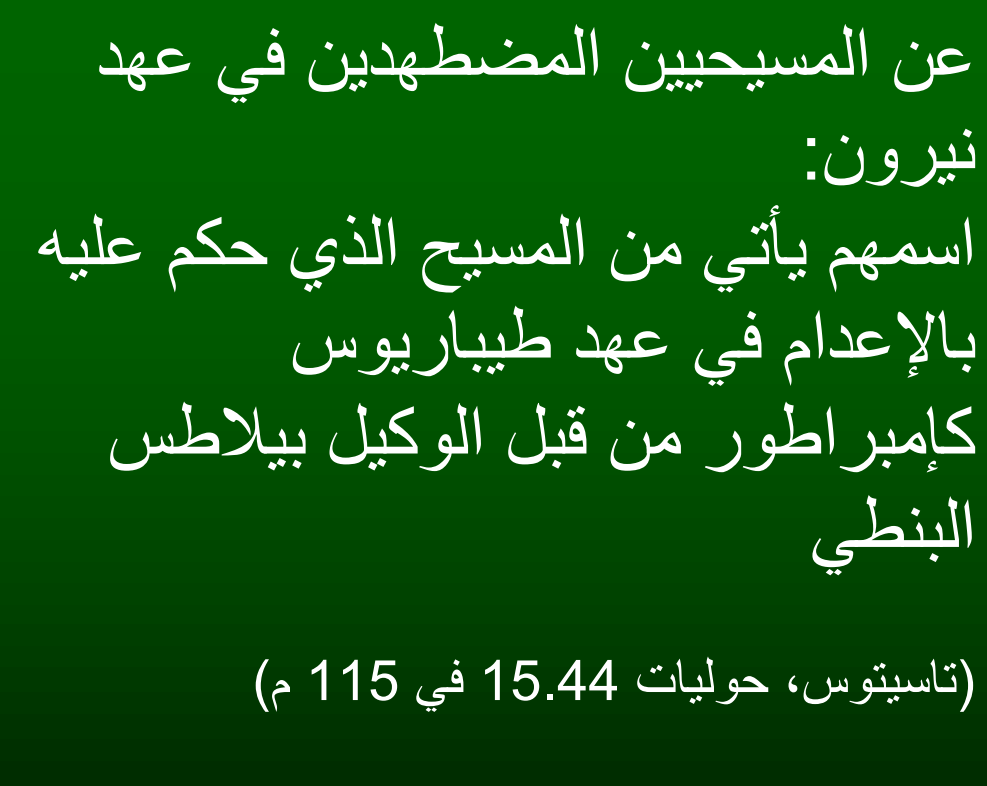 عن المسيحيين المضطهدين في عهد
نيرون:
اسمهم يأتي من المسيح الذي حكم عليه
بالإعدام في عهد طيباريوس
كإمبراطور من قبل الوكيل بيلاطس
البنطي
(تاسيتوس، حوليات 15.44 في 115 م)